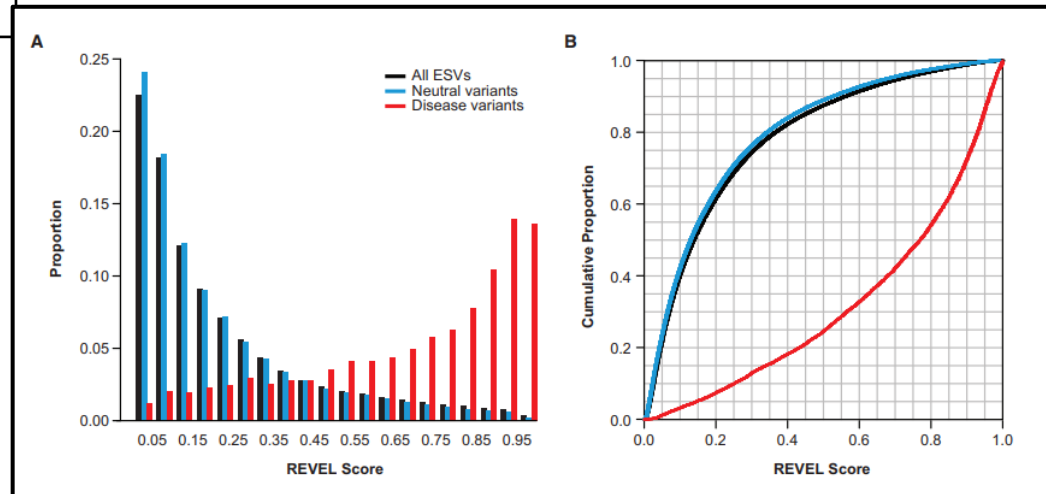 A
0.25
0.20
0.15
0.10
0.05
0.00
Proportion
All ESVs
Neutral variants
Disease variants
0.05 0.15 0.25 0.35 0.45 0.55 0.65 0.75 0.85 0.95
REVEL Score
B
1.0
0.8
0.6
0.4
0.2
0.0
Cumulative Proportion
0.0 0.2 0.4 0.6 0.8 1.0
REVEL Score